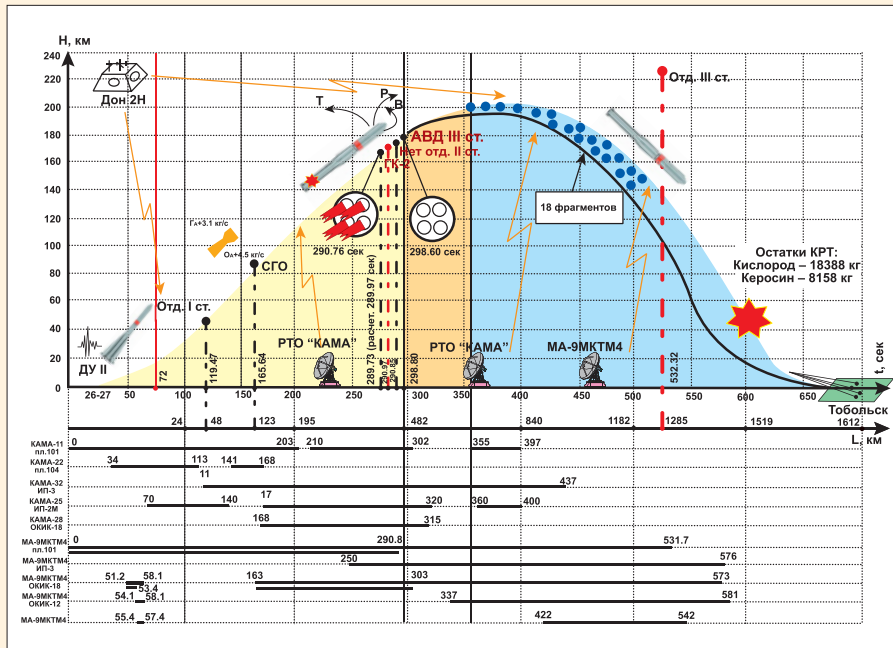 H, км
240
220
200
180
160
140
120
100
80
60
40
20
0
Дон 2Н
Т
Р
В
АВД III ст.
Нет отд. II ст.
ГК-2
Отд. III ст.
18 фрагментов
290.76 сек
298.60 сек
Остатки КРТ:
Кислород – 18388 кг
Керосин – 8158 кг
+3.1 кг/с
+4.5 кг/с
СГО
Отд. I ст.
ДУ II
РТО “КАМА”
РТО “КАМА”
МА-9МКТМ4
72
119.47
165.64
289.73 (расчет. 289.97 сек)
298.80
532.32
t, сек
Тобольск
26-27
50
100
150
200
250
300
350
400
450
500
550
600
650
24
48
123
195
482
840
1182
1285
1519
1612
L, км
КАМА-11
пл.101
0
203
210
302
355
397
КАМА-22
пл.104
34
113
141
168
КАМА-32
ИП-3
11
437
КАМА-25
ИП-2М
70
140
17
320
360
400
КАМА-28
ОКИК-18
168
315
МА-9МКТМ4
пл.101
0
290.8
531.7
МА-9МКТМ4
ИП-3
250
576
МА-9МКТМ4
ОКИК-18
51.2
58.1
53.4
163
303
573
МА-9МКТМ4
ОКИК-12
54.1
58.1
337
581
МА-9МКТМ4
55.4
57.4
422
542